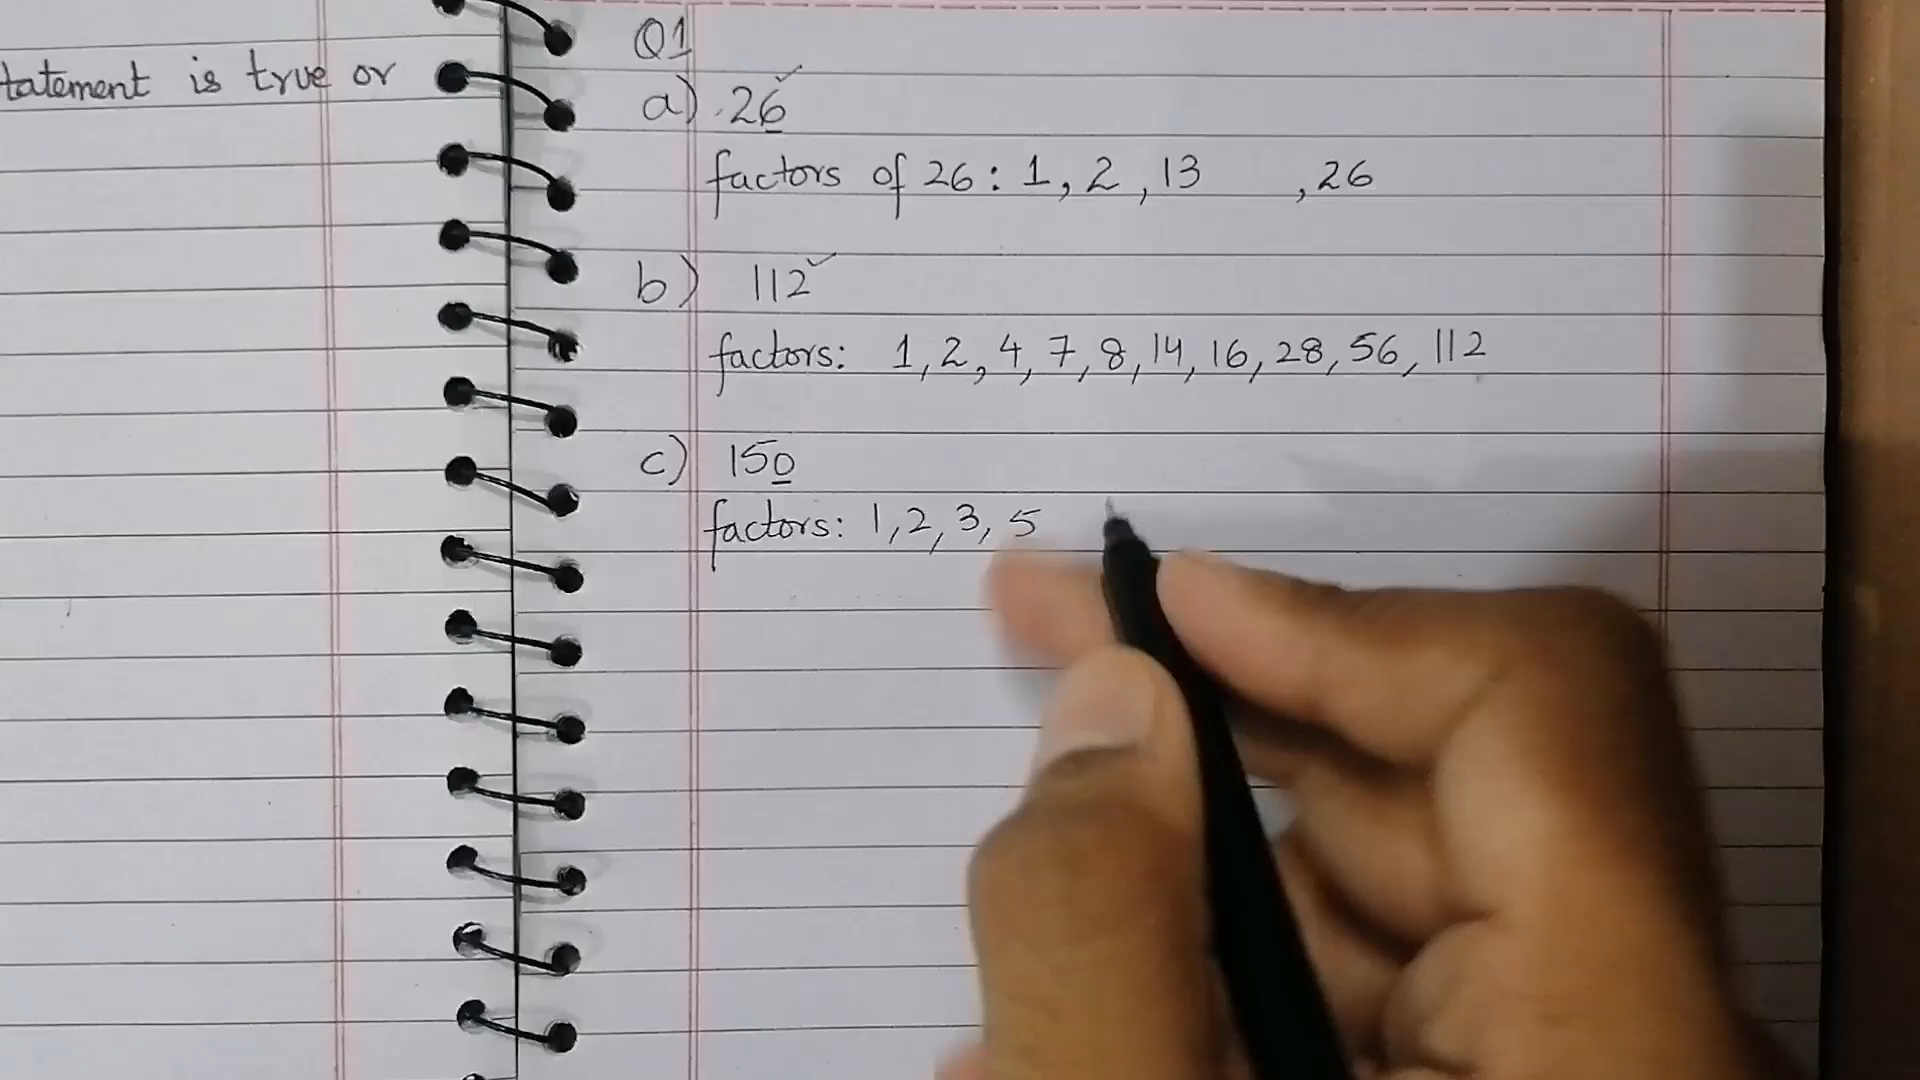 tatement is true or
Q1
a) 26
factors of 26: 1, 2, 13 , 26
b) 112
factors: 1, 2, 4, 7, 8, 14, 16, 28, 56, 112
c) 150
factors: 1, 2, 3, 5